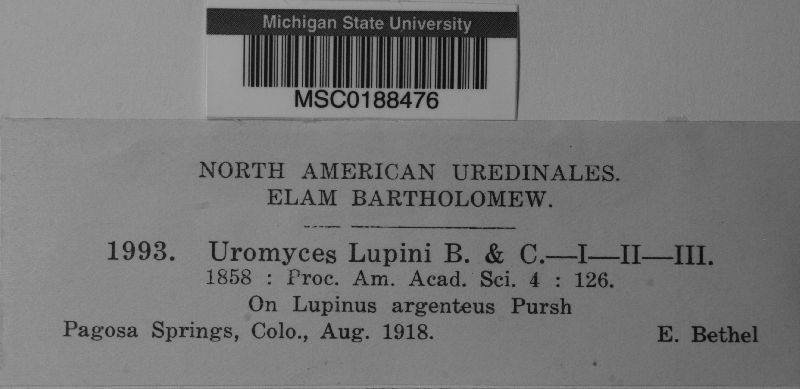 Michigan State University
MSC0188476
NORTH AMERICAN UREDINALES.
ELAM BARTHOLOMEW.
1993. Uromyces Lupini B. & C.—I—II—III.
1858 : Proc. Am. Acad. Sci. 4 : 126.
On Lupinus argenteus Pursh
Pagosa Springs, Colo., Aug. 1918. E. Bethel